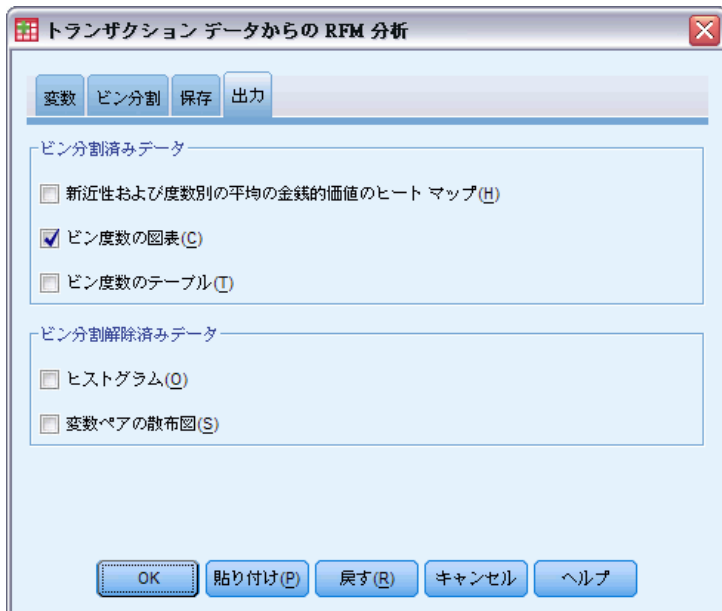 トランザクション データからの RFM 分析
変数 ビン分割 保存 出力
ビン分割済みデータ
新近性および度数別の平均の金銭的価値のヒート マップ(H)
ビン度数の図表(C)
ビン度数のテーブル(T)
ビン分割解除済みデータ
ヒストグラム(O)
変数ペアの散布図(S)
OK 貼り付け(P) 戻す(R) キャンセル ヘルプ